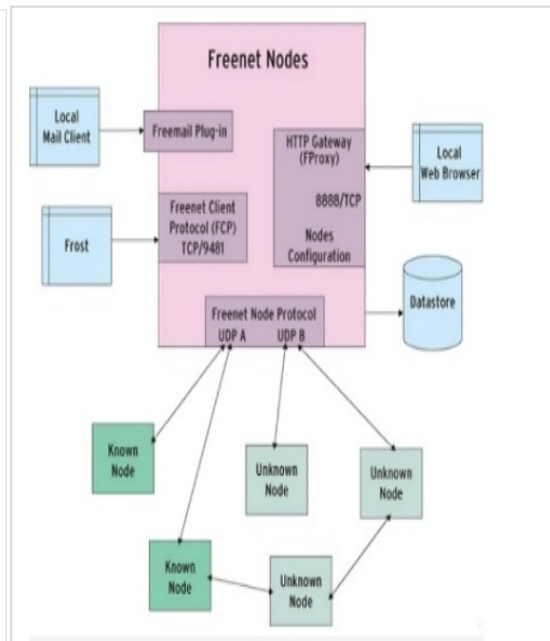 Freenet Nodes
Local
Mail Client
Freemail Plug-in
HTTP Gateway
(FProxy)
8888/TCP
Nodes
Configuration
Local
Web Browser
Freenet Client
Protocol (FCP)
TCP/9481
Frost
Datastore
Freenet Node Protocol
UDP A UDP B
Known
Node
Unknown
Node
Unknown
Node
Known
Node
Unknown
Node